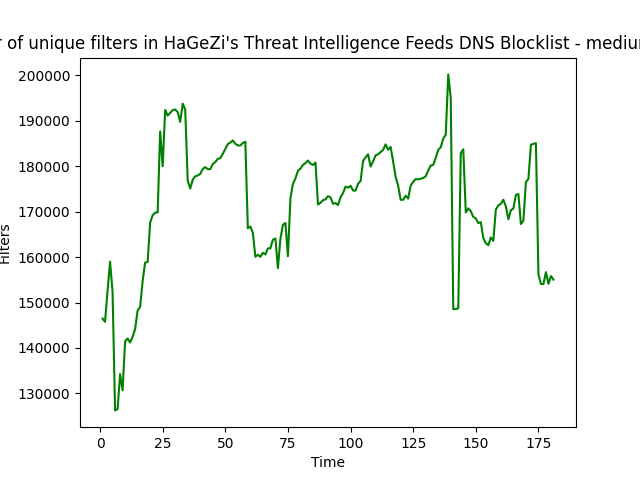 r of unique filters in HaGeZi's Threat Intelligence Feeds DNS Blocklist - mediu
200000
190000
180000
170000
160000
150000
140000
130000
Filters
0 25 50 75 100 125 150 175
Time